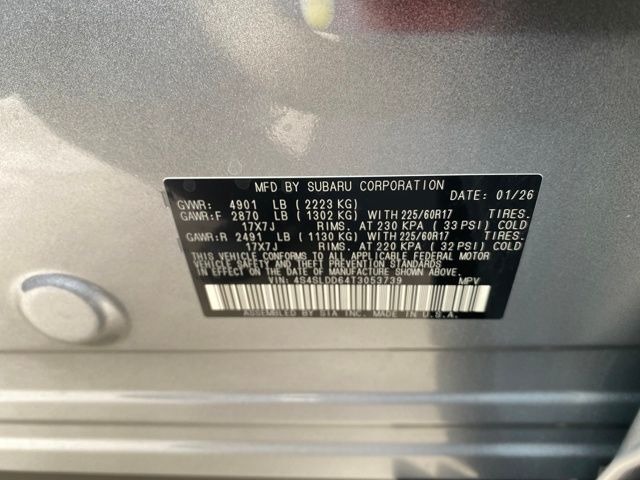 MFD BY SUBARU CORPORATION DATE: 01/26
GVWR: 4901 LB (2223 KG)
GAWR:F 2870 LB (1302 KG) WITH 225/60R17 TIRES.
17X7J RIMS. AT 230 KPA (33 PSI) COLD
GAWR:R 2491 LB (1130 KG) WITH 225/60R17 TIRES.
17X7J RIMS. AT 220 KPA (32 PSI) COLD
THIS VEHICLE CONFORMS TO ALL APPLICABLE FEDERAL MOTOR
VEHICLE SAFETY, BUMPER, AND THEFT PREVENTION STANDARDS
IN EFFECT ON THE DATE OF MANUFACTURE SHOWN ABOVE.
VIN: 4S4SLDD64T3053739 MPV
ASSEMBLED BY SIA INC. MADE IN U.S.A.